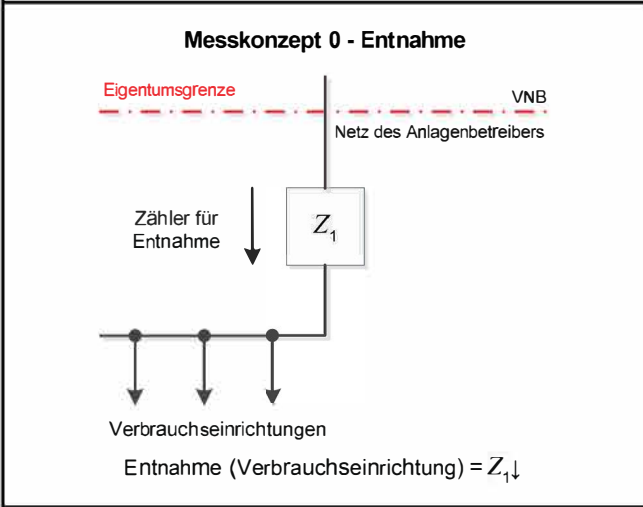 Messkonzept 0 - Entnahme
Eigentumsgrenze
VNB
Netz des Anlagenbetreibers
Zähler für
Entnahme
Z₁
Verbrauchseinrichtungen
Entnahme (Verbrauchseinrichtung) = Z₁↓